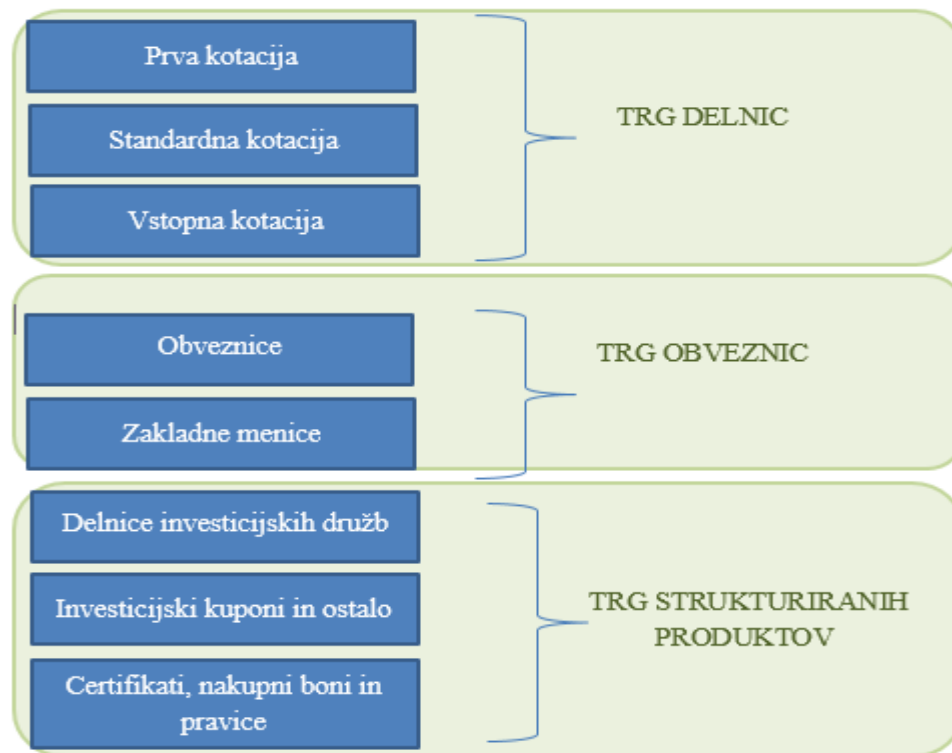 Prva kotacija
Standardna kotacija
Vstopna kotacija
TRG DELNIC
Obveznice
Zakladne menice
TRG OBVEZNIC
Delnice investicijskih družb
Investicijski kuponi in ostalo
Certifikati, nakupni boni in
pravice
TRG STRUKTURIRANIH
PRODUKTOV